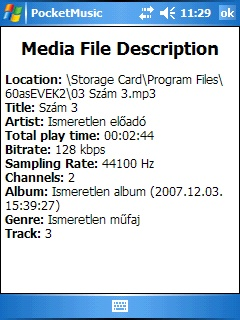 PocketMusic 11:29 ok
Media File Description
Location: \Storage Card\Program Files\
60asEVEK2\03 Szám 3.mp3
Title: Szám 3
Artist: Ismeretlen előadó
Total play time: 00:02:44
Bitrate: 128 kbps
Sampling Rate: 44100 Hz
Channels: 2
Album: Ismeretlen album (2007.12.03.
15:39:27)
Genre: Ismeretlen műfaj
Track: 3